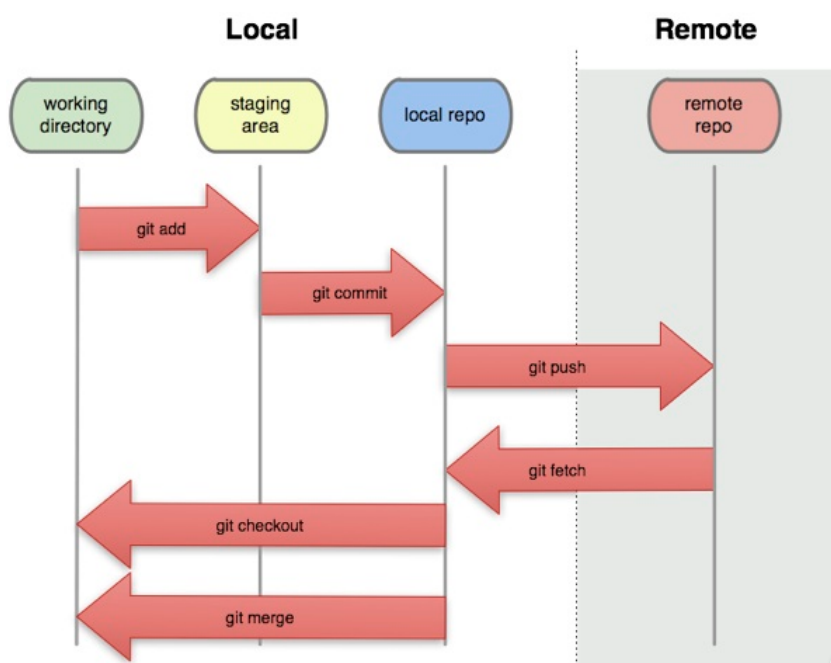 Local
Remote
working
directory
staging
area
local repo
remote
repo
git add
git commit
git push
git fetch
git checkout
git merge